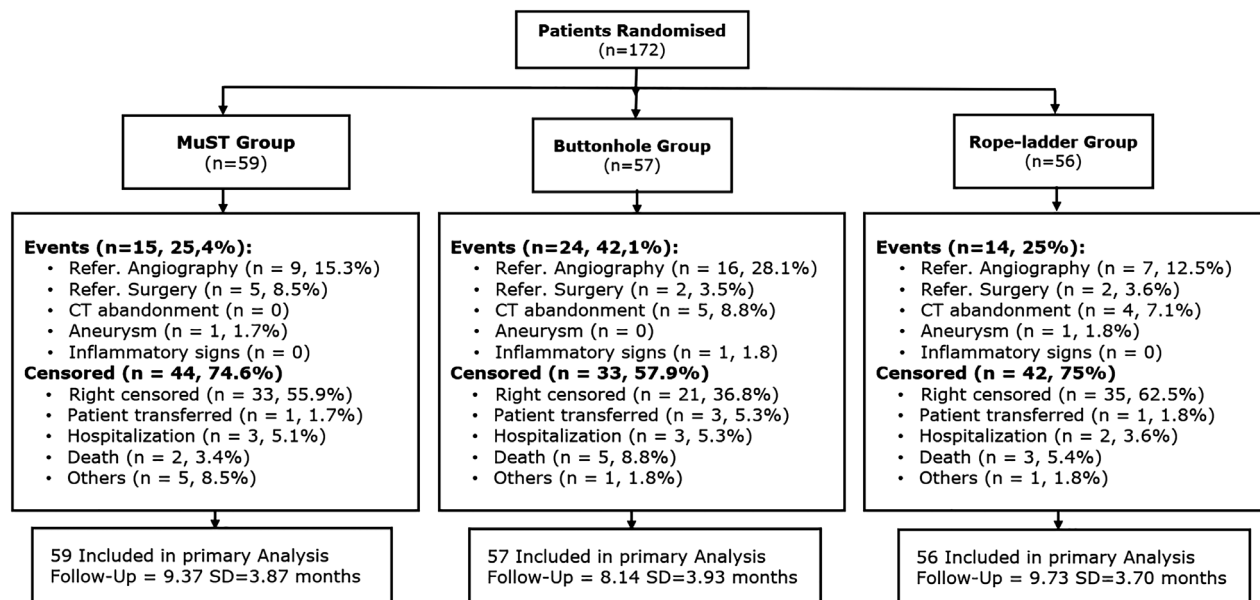 Patients Randomised
(n=172)
MuST Group
(n=59)
Buttonhole Group
(n=57)
Rope-ladder Group
(n=56)
Events (n=15, 25,4%):
• Refer. Angiography (n = 9, 15.3%)
• Refer. Surgery (n = 5, 8.5%)
• CT abandonment (n = 0)
• Aneurysm (n = 1, 1.7%)
• Inflammatory signs (n = 0)
Censored (n = 44, 74.6%)
• Right censored (n = 33, 55.9%)
• Patient transferred (n = 1, 1.7%)
• Hospitalization (n = 3, 5.1%)
• Death (n = 2, 3.4%)
• Others (n = 5, 8.5%)
Events (n=24, 42,1%):
• Refer. Angiography (n = 16, 28.1%)
• Refer. Surgery (n = 2, 3.5%)
• CT abandonment (n = 5, 8.8%)
• Aneurysm (n = 0)
• Inflammatory signs (n = 1, 1.8)
Censored (n = 33, 57.9%)
• Right censored (n = 21, 36.8%)
• Patient transferred (n = 3, 5.3%)
• Hospitalization (n = 3, 5.3%)
• Death (n = 5, 8.8%)
• Others (n = 1, 1.8%)
Events (n=14, 25%):
• Refer. Angiography (n = 7, 12.5%)
• Refer. Surgery (n = 2, 3.6%)
• CT abandonment (n = 4, 7.1%)
• Aneurysm (n = 1, 1.8%)
• Inflammatory signs (n = 0)
Censored (n = 42, 75%)
• Right censored (n = 35, 62.5%)
• Patient transferred (n = 1, 1.8%)
• Hospitalization (n = 2, 3.6%)
• Death (n = 3, 5.4%)
• Others (n = 1, 1.8%)
59 Included in primary Analysis
Follow-Up = 9.37 SD=3.87 months
57 Included in primary Analysis
Follow-Up = 8.14 SD=3.93 months
56 Included in primary Analysis
Follow-Up = 9.73 SD=3.70 months